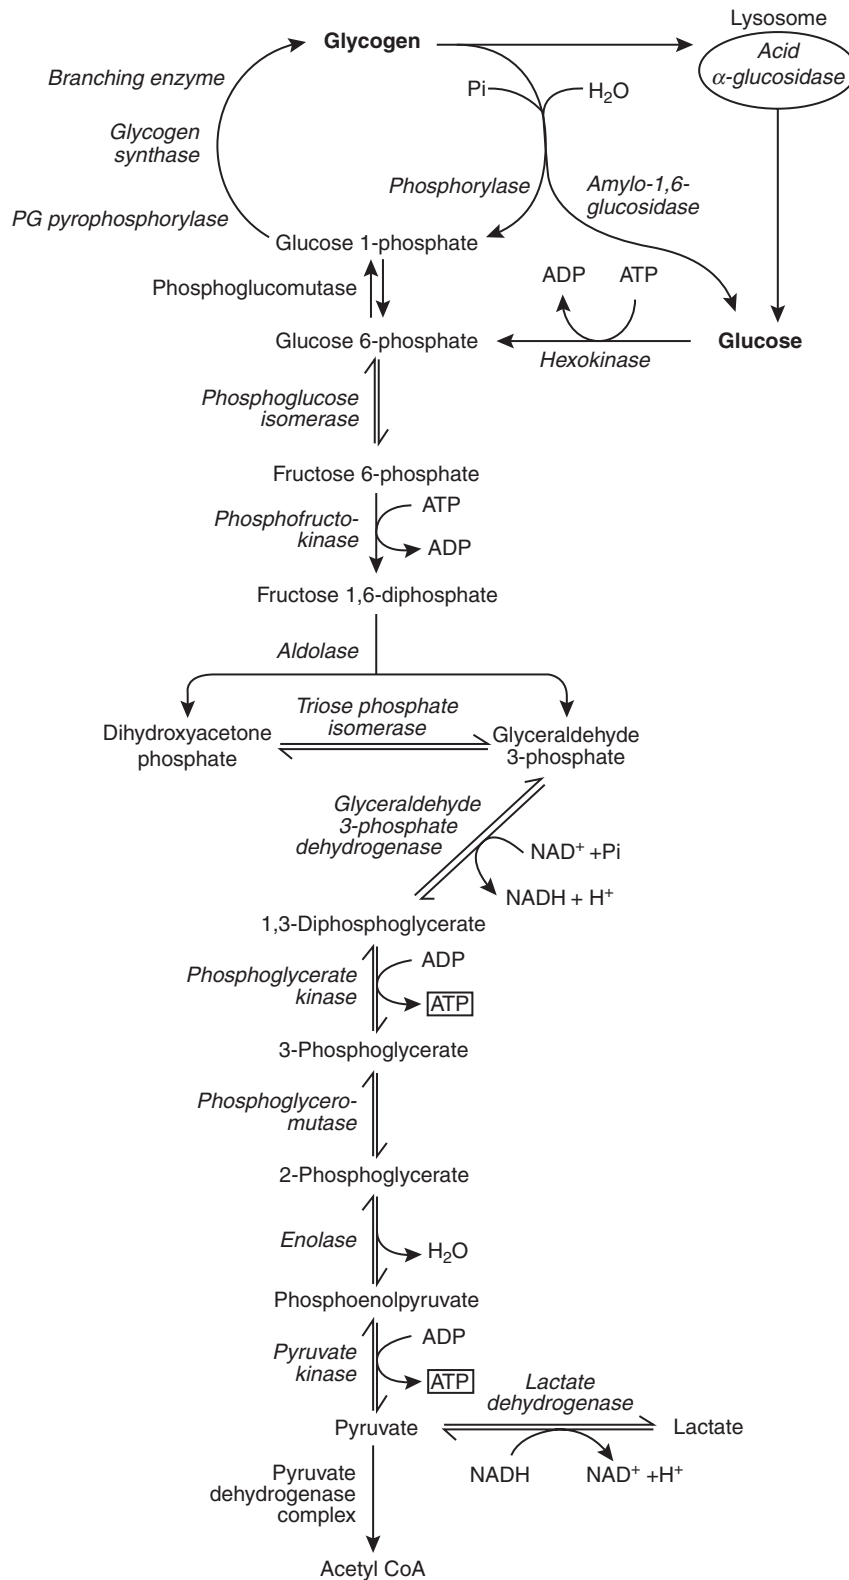 Lysosome
Glycogen
Acid
α-glucosidase
Branching enzyme
Pi
H₂O
Glycogen
synthase
Phosphorylase
Amylo-1,6-
glucosidase
PG pyrophosphorylase
Glucose 1-phosphate
Phosphoglucomutase
ADP
ATP
Glucose 6-phosphate
Hexokinase
Glucose
Phosphoglucose
isomerase
Fructose 6-phosphate
Phosphofructo-
kinase
ATP
ADP
Fructose 1,6-diphosphate
Aldolase
Triose phosphate
isomerase
Dihydroxyacetone
phosphate
Glyceraldehyde
3-phosphate
Glyceraldehyde
3-phosphate
dehydrogenase
NAD⁺ +Pi
NADH + H⁺
1,3-Diphosphoglycerate
Phosphoglycerate
kinase
ADP
ATP
3-Phosphoglycerate
Phosphoglycero-
mutase
2-Phosphoglycerate
Enolase
H₂O
Phosphoenolpyruvate
Pyruvate
kinase
ADP
ATP
Lactate
dehydrogenase
Pyruvate
Lactate
NADH
NAD⁺ +H⁺
Pyruvate
dehydrogenase
complex
Acetyl CoA